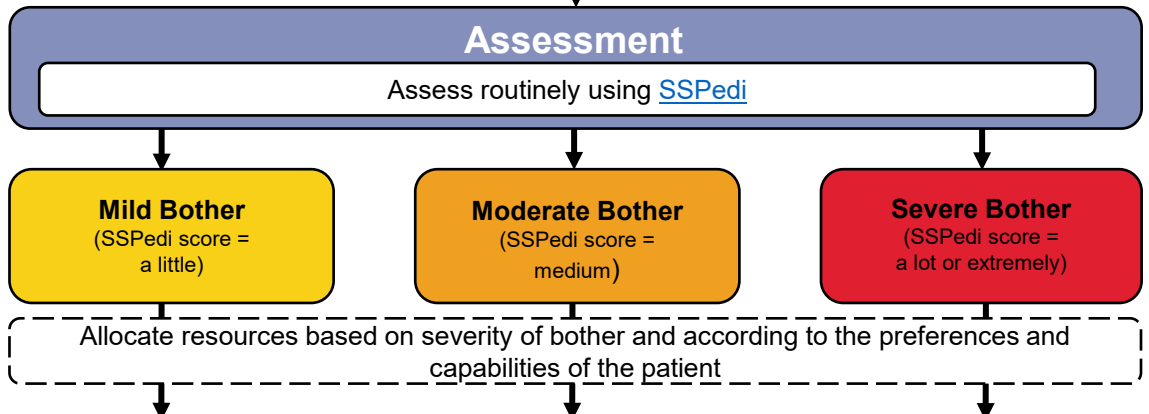 Assessment
Assess routinely using SSPedi
Mild Bother
(SSPedi score =
a little)
Moderate Bother
(SSPedi score =
medium)
Severe Bother
(SSPedi score =
a lot or extremely)
Allocate resources based on severity of bother and according to the preferences and
capabilities of the patient